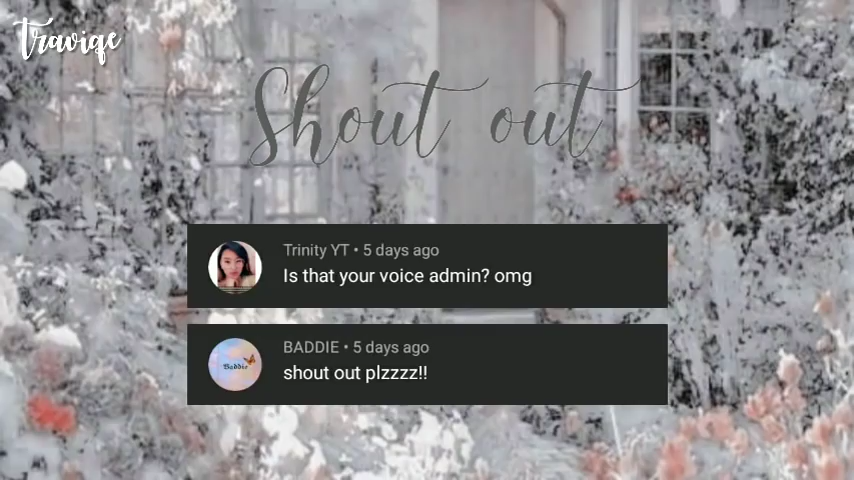 Traviqe
Shout out
Trinity YT • 5 days ago
Is that your voice admin? omg
Baddie
BADDIE • 5 days ago
shout out plzzzz!!